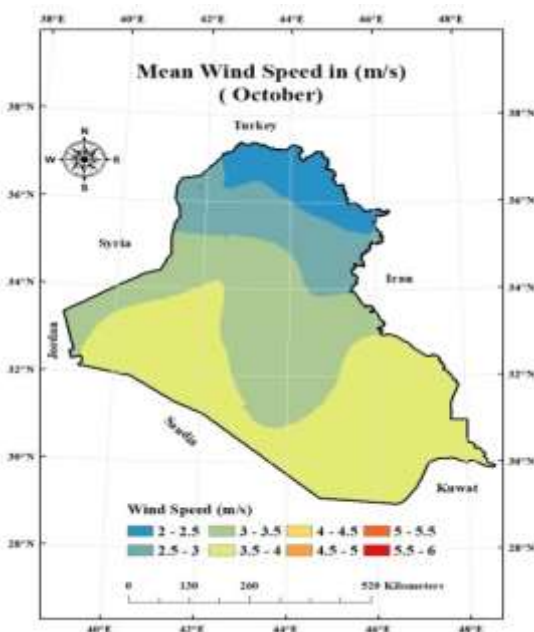 38°E 40°E 42°E 44°E 46°E 48°E
Mean Wind Speed in (m/s)
( October)
Turkey
38°N 38°N
N
W E
S
36°N 36°N
Syria
34°N Iran 34°N
Jordan
32°N 32°N
Saudia
30°N 30°N
Kuwat
Wind Speed (m/s)
2 - 2.5 3 - 3.5 4 - 4.5 5 - 5.5
2.5 - 3 3.5 - 4 4.5 - 5 5.5 - 6
28°N 28°N
0 130 260 520 Kilometers
40°E 42°E 44°E 46°E 48°E